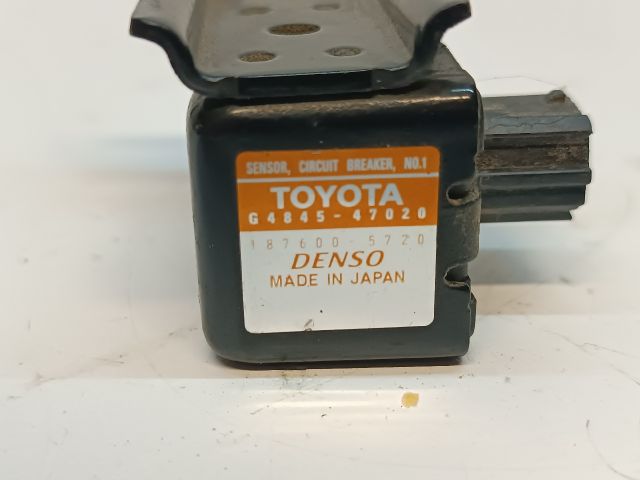 SENSOR, CIRCUIT BREAKER, NO.1
TOYOTA
G4845-47020
187600-5720
DENSO
MADE IN JAPAN